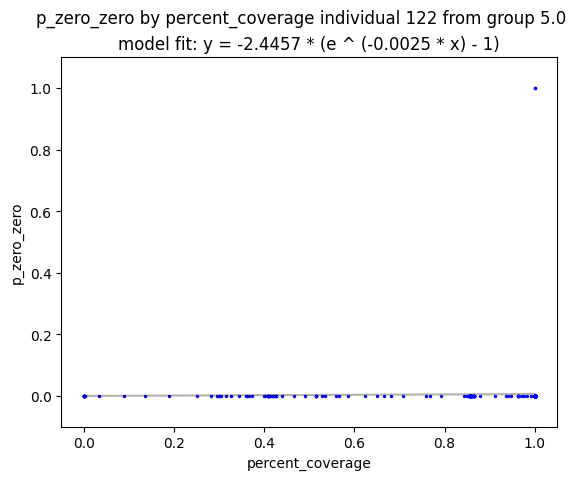 p_zero_zero by percent_coverage individual 122 from group 5.0
model fit: y = -2.4457 * (e ^ (-0.0025 * x) - 1)
1.0
0.8
0.6
0.4
0.2
0.0
p_zero_zero
0.0 0.2 0.4 0.6 0.8 1.0
percent_coverage